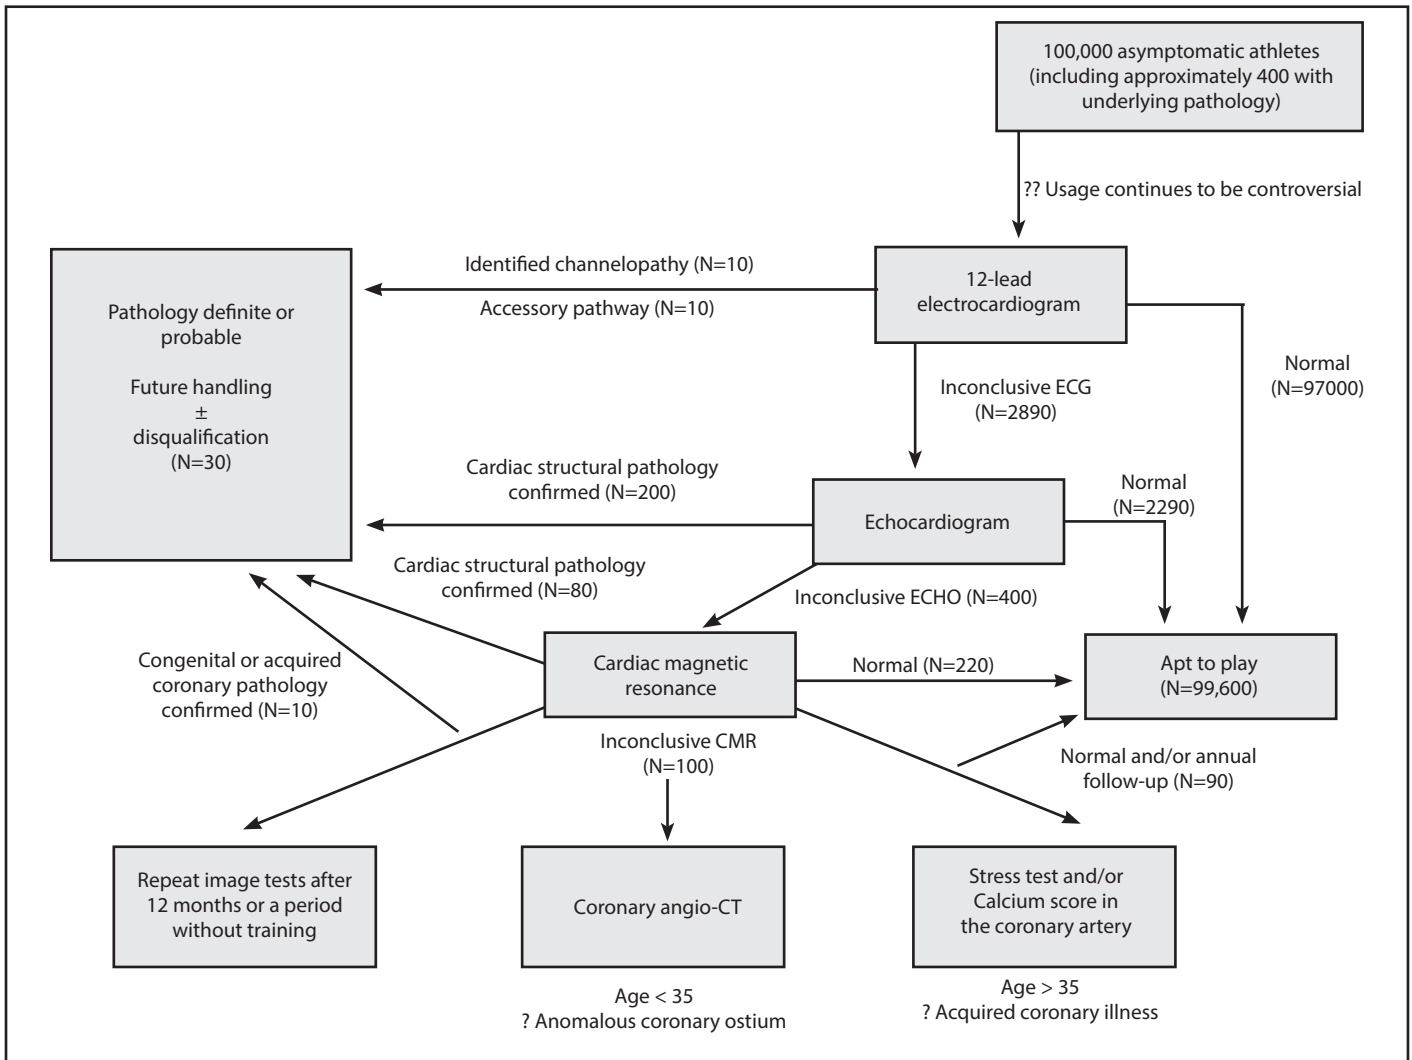 100,000 asymptomatic athletes
(including approximately 400 with
underlying pathology)
?? Usage continues to be controversial
12-lead
electrocardiogram
Identified channelopathy (N=10)
Accessory pathway (N=10)
Pathology definite or
probable
Future handling
±
disqualification
(N=30)
Normal
(N=97000)
Inconclusive ECG
(N=2890)
Cardiac structural pathology
confirmed (N=200)
Echocardiogram
Normal
(N=2290)
Cardiac structural pathology
confirmed (N=80)
Inconclusive ECHO (N=400)
Congenital or acquired
coronary pathology
confirmed (N=10)
Cardiac magnetic
resonance
Normal (N=220)
Apt to play
(N=99,600)
Inconclusive CMR
(N=100)
Normal and/or annual
follow-up (N=90)
Repeat image tests after
12 months or a period
without training
Coronary angio-CT
Stress test and/or
Calcium score in
the coronary artery
Age < 35
? Anomalous coronary ostium
Age > 35
? Acquired coronary illness